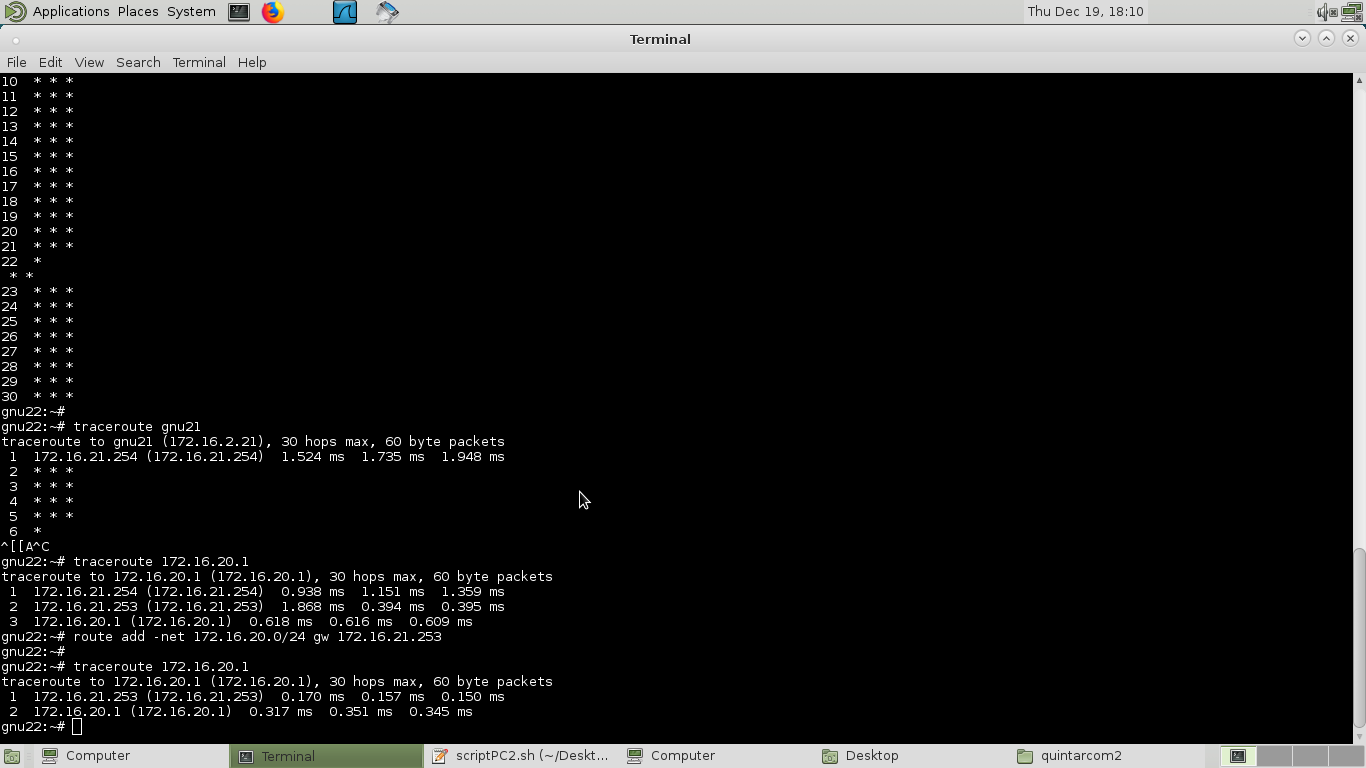 Applications Places System
Thu Dec 19, 18:10
Terminal
File Edit View Search Terminal Help
10  * * *
11  * * *
12  * * *
13  * * *
14  * * *
15  * * *
16  * * *
17  * * *
18  * * *
19  * * *
20  * * *
21  * * *
22  *
 * *
23  * * *
24  * * *
25  * * *
26  * * *
27  * * *
28  * * *
29  * * *
30  * * *
gnu22:~#
gnu22:~# traceroute gnu21
traceroute to gnu21 (172.16.2.21), 30 hops max, 60 byte packets
 1  172.16.21.254 (172.16.21.254)  1.524 ms  1.735 ms  1.948 ms
 2  * * *
 3  * * *
 4  * * *
 5  * * *
 6  *
^[[A^C
gnu22:~# traceroute 172.16.20.1
traceroute to 172.16.20.1 (172.16.20.1), 30 hops max, 60 byte packets
 1  172.16.21.254 (172.16.21.254)  0.938 ms  1.151 ms  1.359 ms
 2  172.16.21.253 (172.16.21.253)  1.868 ms  0.394 ms  0.395 ms
 3  172.16.20.1 (172.16.20.1)  0.618 ms  0.616 ms  0.609 ms
gnu22:~# route add -net 172.16.20.0/24 gw 172.16.21.253
gnu22:~#
gnu22:~# traceroute 172.16.20.1
traceroute to 172.16.20.1 (172.16.20.1), 30 hops max, 60 byte packets
 1  172.16.21.253 (172.16.21.253)  0.170 ms  0.157 ms  0.150 ms
 2  172.16.20.1 (172.16.20.1)  0.317 ms  0.351 ms  0.345 ms
gnu22:~#
Computer Terminal scriptPC2.sh (~/Deskt... Computer Desktop quintarcom2